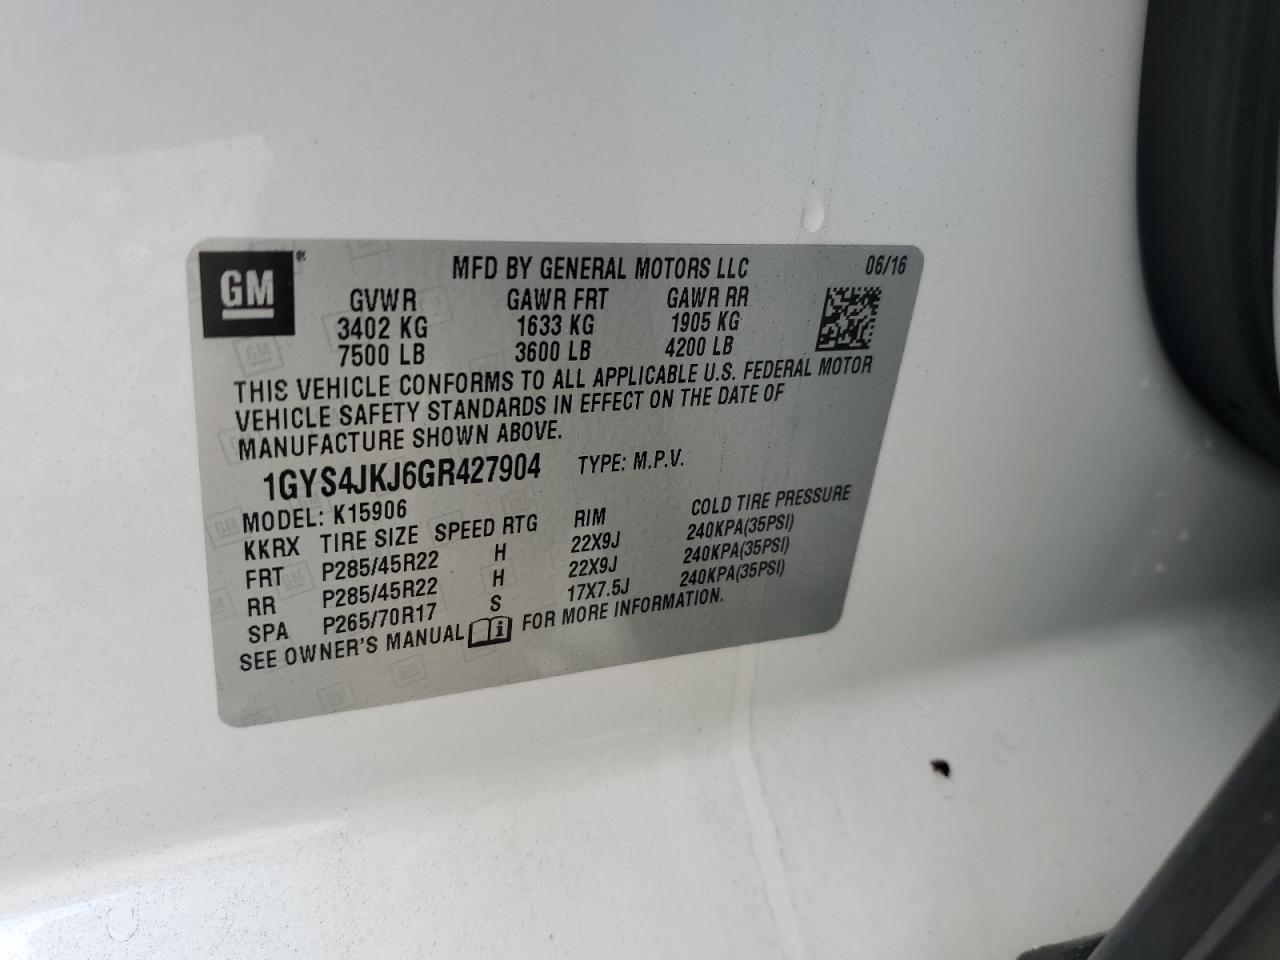 GM®
MFD BY GENERAL MOTORS LLC 06/16
GVWR GAWR FRT GAWR RR
3402 KG 1633 KG 1905 KG
7500 LB 3600 LB 4200 LB
THIS VEHICLE CONFORMS TO ALL APPLICABLE U.S. FEDERAL MOTOR
VEHICLE SAFETY STANDARDS IN EFFECT ON THE DATE OF
MANUFACTURE SHOWN ABOVE.
1GYS4JKJ6GR427904 TYPE: M.P.V.
MODEL: K15906
KKRX TIRE SIZE SPEED RTG RIM COLD TIRE PRESSURE
FRT P285/45R22 H 22X9J 240KPA(35PSI)
RR P285/45R22 H 22X9J 240KPA(35PSI)
SPA P265/70R17 S 17X7.5J 240KPA(35PSI)
SEE OWNER'S MANUAL i FOR MORE INFORMATION.